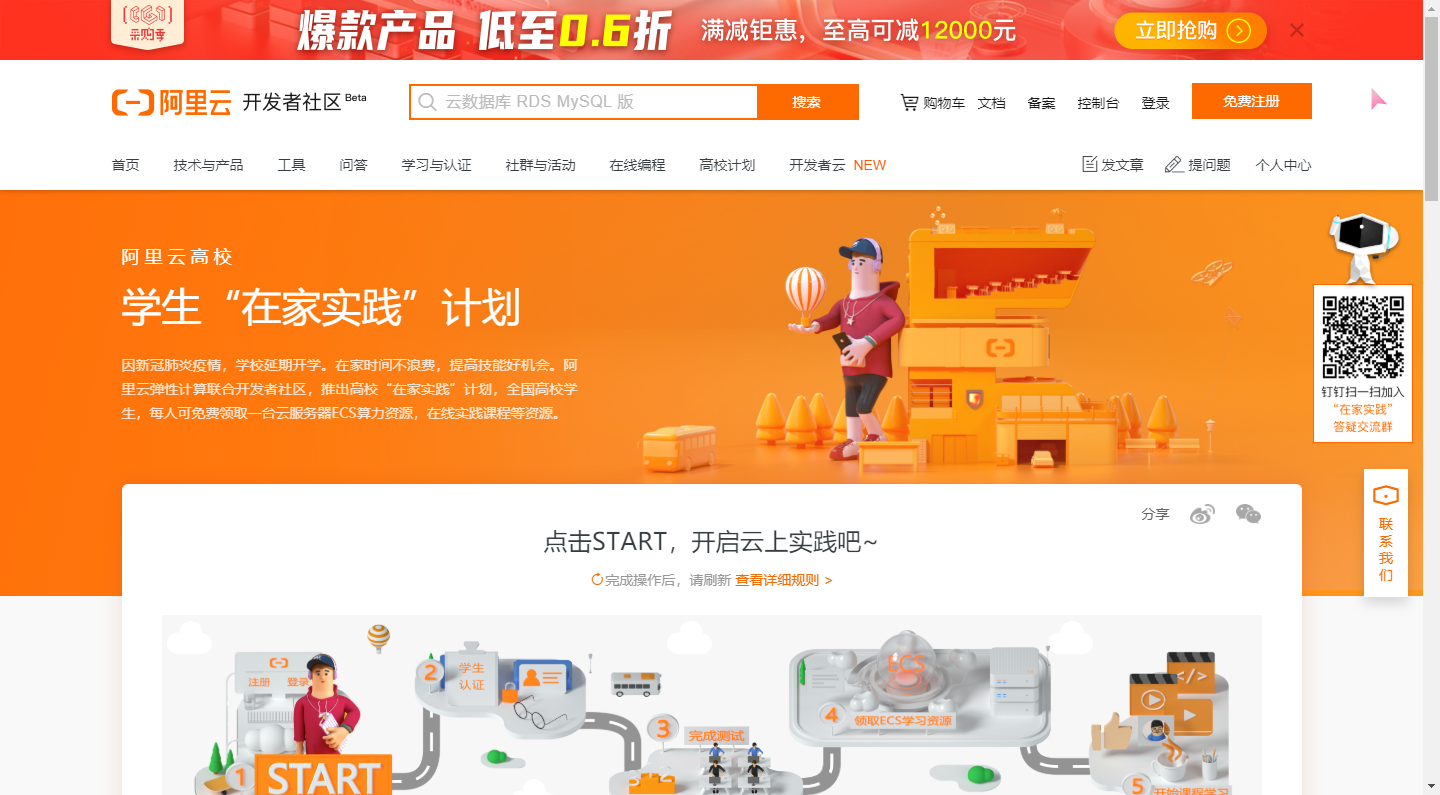 采购季
爆款产品 低至0.6折 满减钜惠，至高可减12000元 立即抢购
阿里云 开发者社区 Beta
云数据库 RDS MySQL 版 搜索
购物车 文档 备案 控制台 登录 免费注册
首页 技术与产品 工具 问答 学习与认证 社群与活动 在线编程 高校计划 开发者云 NEW
发文章 提问题 个人中心
阿里云高校
学生“在家实践”计划
因新冠肺炎疫情，学校延期开学。在家时间不浪费，提高技能好机会。阿
里云弹性计算联合开发者社区，推出高校“在家实践”计划，全国高校学
生，每人可免费领取一台云服务器ECS算力资源，在线实践课程等资源。
钉钉扫一扫加入
“在家实践”
答疑交流群
联
系
我
们
分享
点击START，开启云上实践吧~
完成操作后，请刷新 查看详细规则 >
注册 登录
1
START
2
学生
认证
3
完成测试
ECS
4
领取ECS学习资源
</>
5
开始课程学习